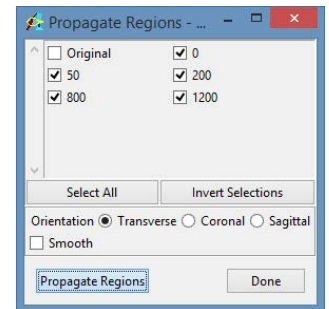 Propagate Regions - ...
Original 0
50 200
800 1200
Select All Invert Selections
Orientation Transverse Coronal Sagittal
Smooth
Propagate Regions Done